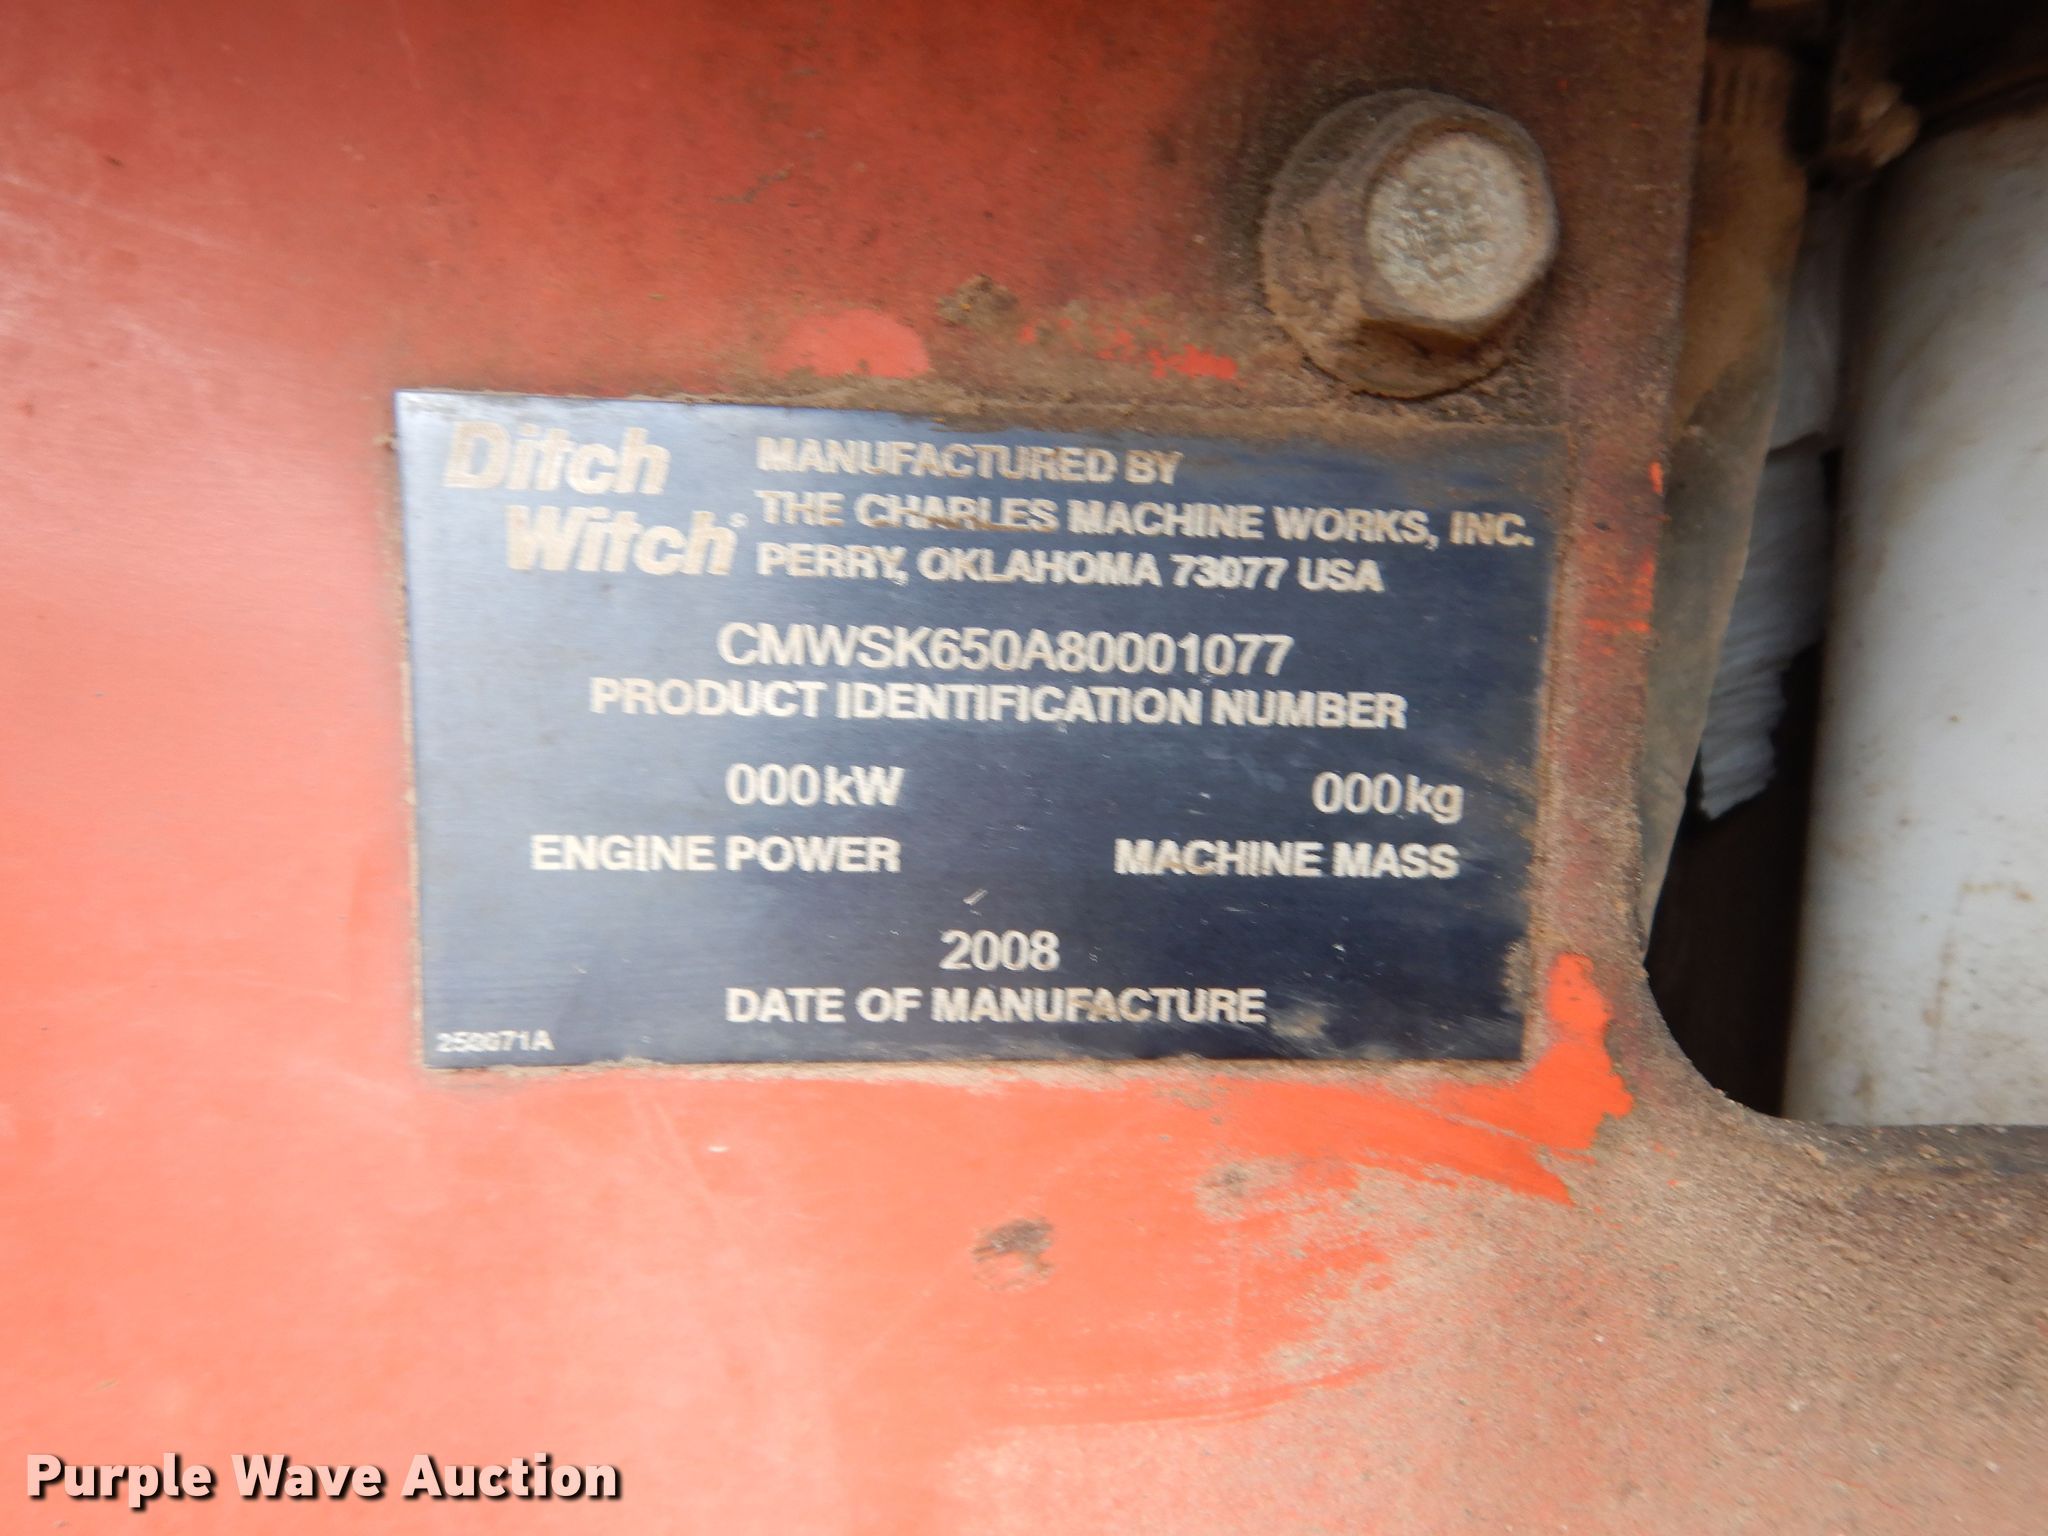 Ditch
Witch®
MANUFACTURED BY
THE CHARLES MACHINE WORKS, INC.
PERRY, OKLAHOMA 73077 USA
CMWSK650A80001077
PRODUCT IDENTIFICATION NUMBER
000kW
000kg
ENGINE POWER
MACHINE MASS
2008
DATE OF MANUFACTURE
Purple Wave Auction